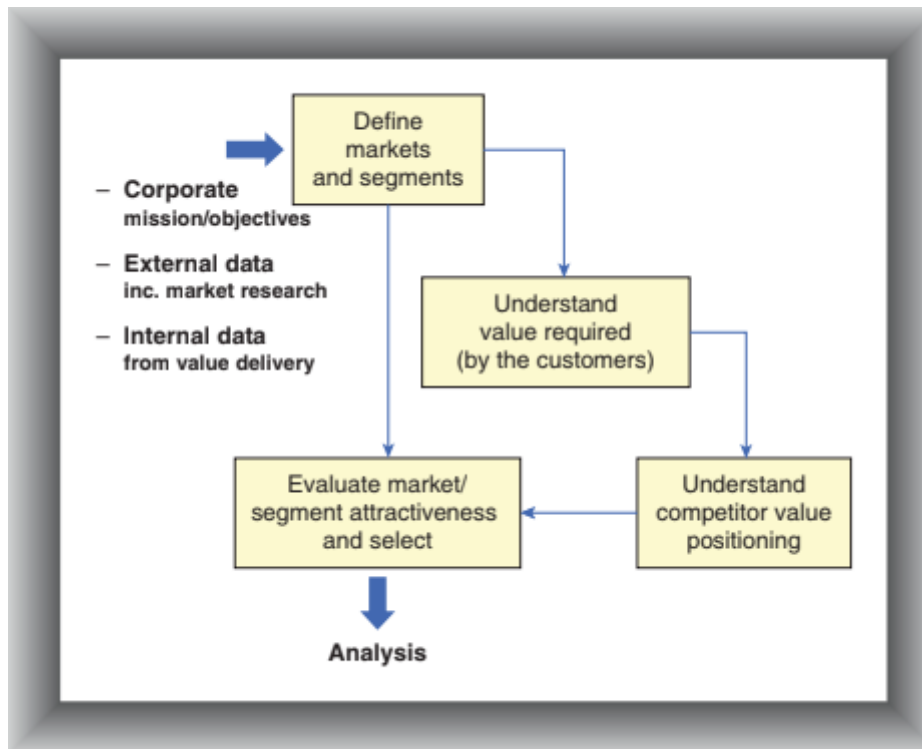 Define
markets
and segments
– Corporate
mission/objectives
– External data
inc. market research
– Internal data
from value delivery
Understand
value required
(by the customers)
Evaluate market/
segment attractiveness
and select
Understand
competitor value
positioning
Analysis